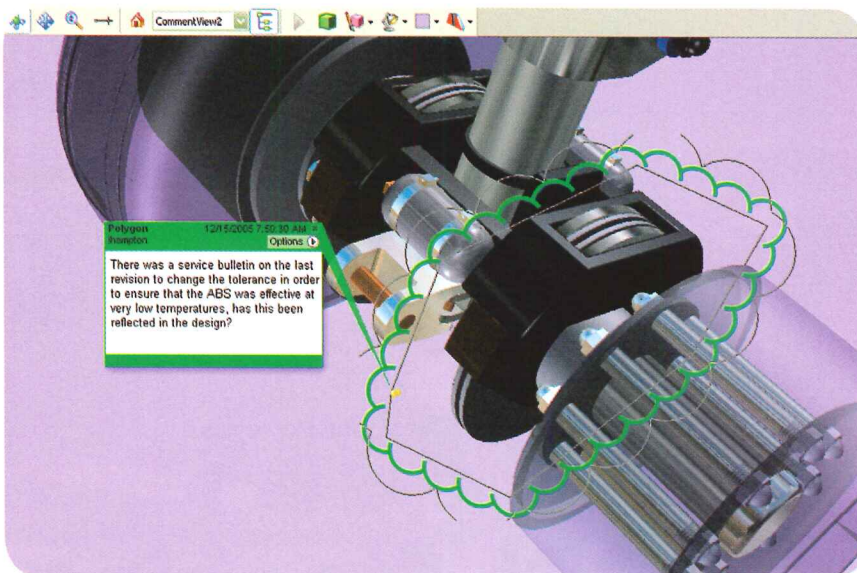 CommentView2
Polygon 12/15/2005 7:50:30 AM
lhampton
Options
There was a service bulletin on the last
revision to change the tolerance in order
to ensure that the ABS was effective at
very low temperatures, has this been
reflected in the design?